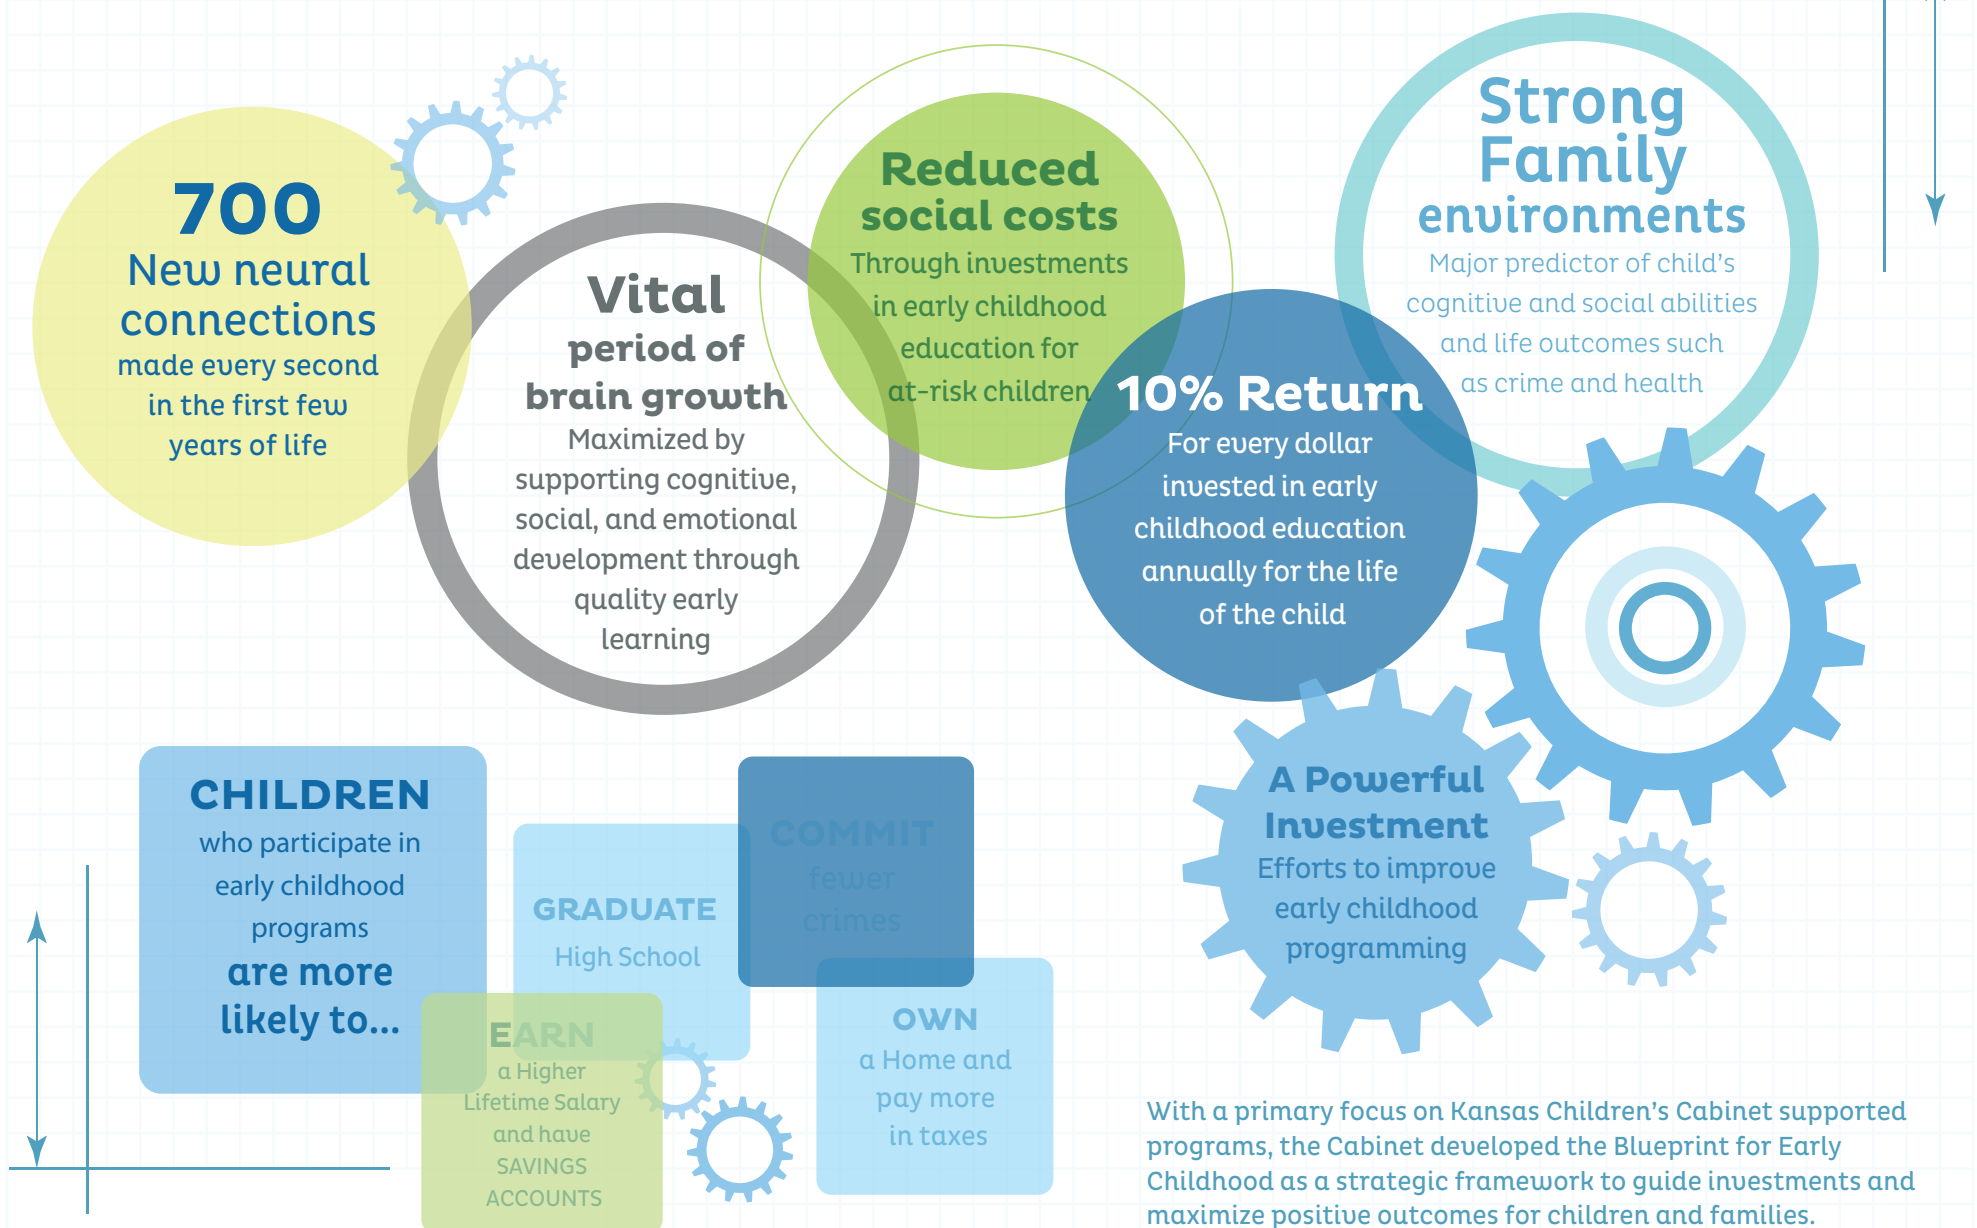 700
New neural
connections
made every second
in the first few
years of life
Vital
period of
brain growth
Maximized by
supporting cognitive,
social, and emotional
development through
quality early
learning
Reduced
social costs
Through investments
in early childhood
education for
at-risk children
10% Return
For every dollar
invested in early
childhood education
annually for the life
of the child
Strong
Family
environments
Major predictor of child's
cognitive and social abilities
and life outcomes such
as crime and health
CHILDREN
who participate in
early childhood
programs
are more
likely to...
GRADUATE
High School
COMMIT
fewer
crimes
EARN
a Higher
Lifetime Salary
and have
SAVINGS
ACCOUNTS
OWN
a Home and
pay more
in taxes
A Powerful
Investment
Efforts to improve
early childhood
programming
With a primary focus on Kansas Children's Cabinet supported
programs, the Cabinet developed the Blueprint for Early
Childhood as a strategic framework to guide investments and
maximize positive outcomes for children and families.